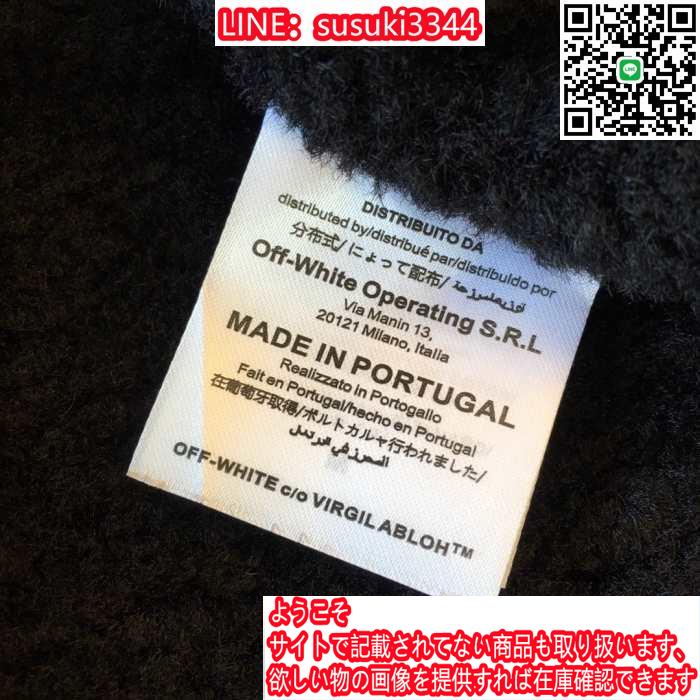 LINE：susuki3344
LINE
DISTRIBUITO DA
distributed by/distribué par/distribuido por
分布式/にょって配布/
Off-White Operating S.R.L
Via Manin 13,
20121 Milano, Italia
MADE IN PORTUGAL
Realizzato in Portogallo
Fait en Portugal/hecho en Portugal
在葡萄牙取得/ポルトカルャ行われました/
OFF-WHITE c/o VIRGIL ABLOH™
ようこそ
サイトで記載されてない商品も取り扱います、
欲しい物の画像を提供すれば在庫確認できます